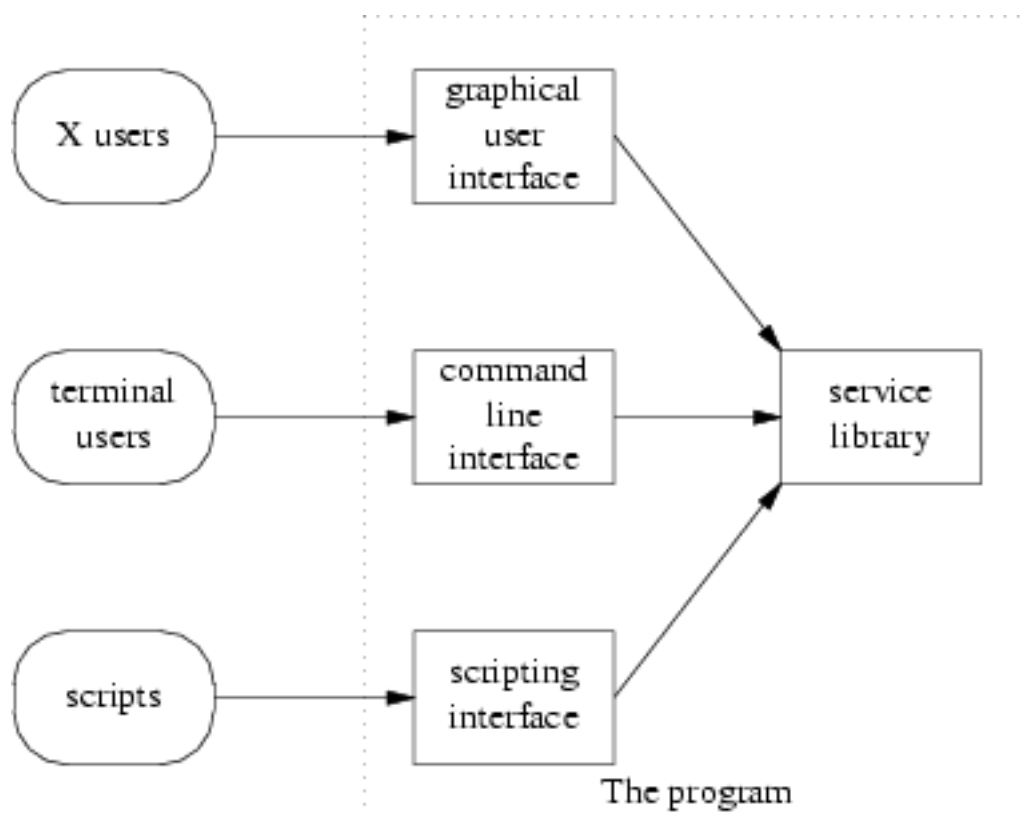 X users
graphical
user
interface
terminal
users
command
line
interface
service
library
scripts
scripting
interface
The program